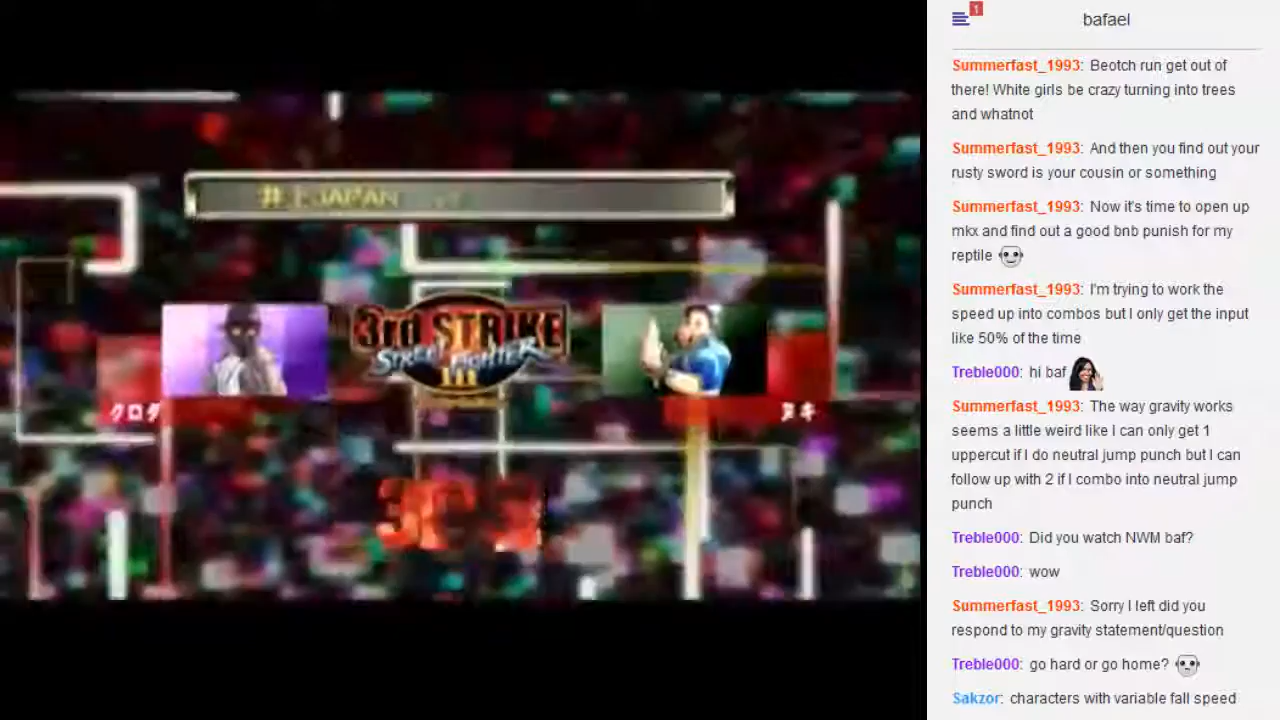 JAPAN
3rd STRIKE
STREET FIGHTER
III
クロダ
ヌキ
1
bafael
Summerfast_1993: Beotch run get out of
there! White girls be crazy turning into trees
and whatnot
Summerfast_1993: And then you find out your
rusty sword is your cousin or something
Summerfast_1993: Now it's time to open up
mkx and find out a good bnb punish for my
reptile
Summerfast_1993: I'm trying to work the
speed up into combos but I only get the input
like 50% of the time
Treble000: hi baf
Summerfast_1993: The way gravity works
seems a little weird like I can only get 1
uppercut if I do neutral jump punch but I can
follow up with 2 if I combo into neutral jump
punch
Treble000: Did you watch NWM baf?
Treble000: wow
Summerfast_1993: Sorry I left did you
respond to my gravity statement/question
Treble000: go hard or go home?
Sakzor: characters with variable fall speed